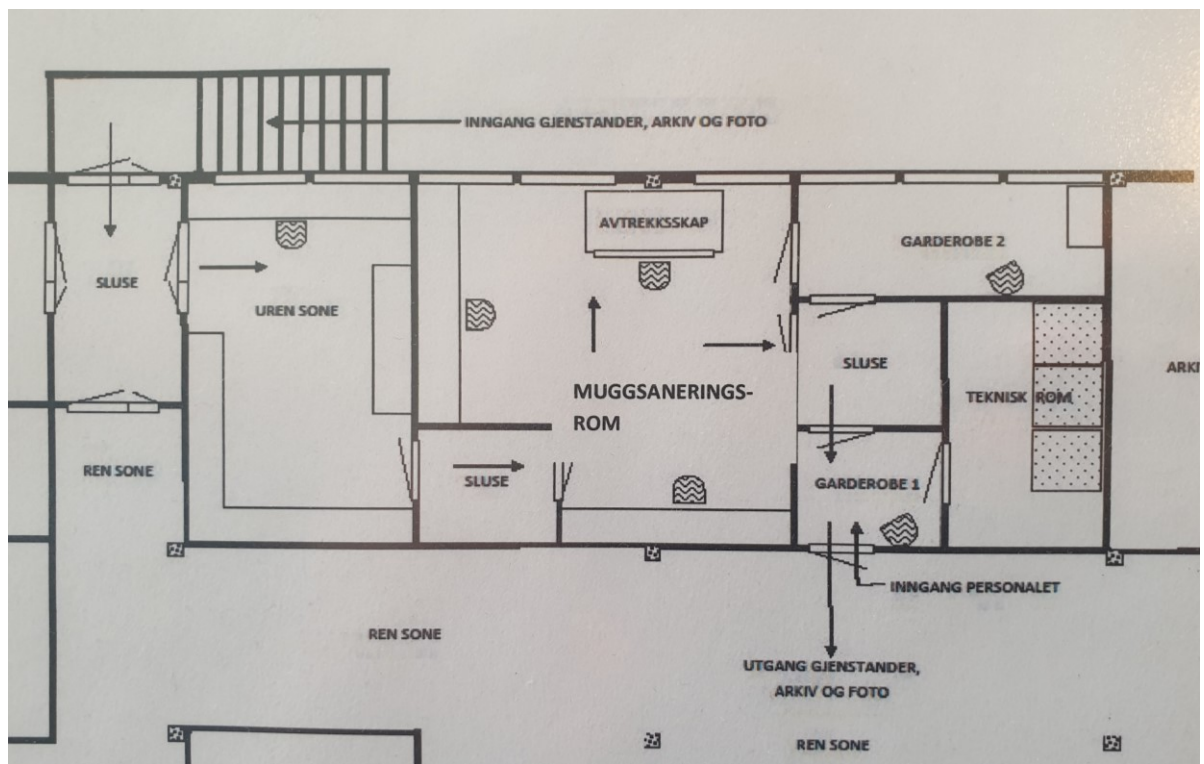 INNGANG GJENSTANDER, ARKIV OG FOTO
AVTREKKSSKAP
GARDEROBE 2
SLUSE
UREN SONE
SLUSE
MUGGSANERINGS-
ROM
TEKNISK ROM
REN SONE
SLUSE
GARDEROBE 1
INNGANG PERSONALET
REN SONE
UTGANG GJENSTANDER,
ARKIV OG FOTO
REN SONE